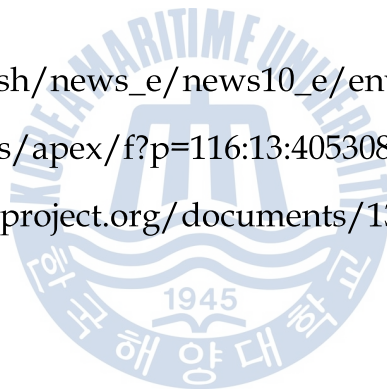 KOREA MARITIME UNIVERSITY
sh/news_e/news10_e/en
s/apex/f?p=116:13:405308
project.org/documents/13
1945
한국해양대학교